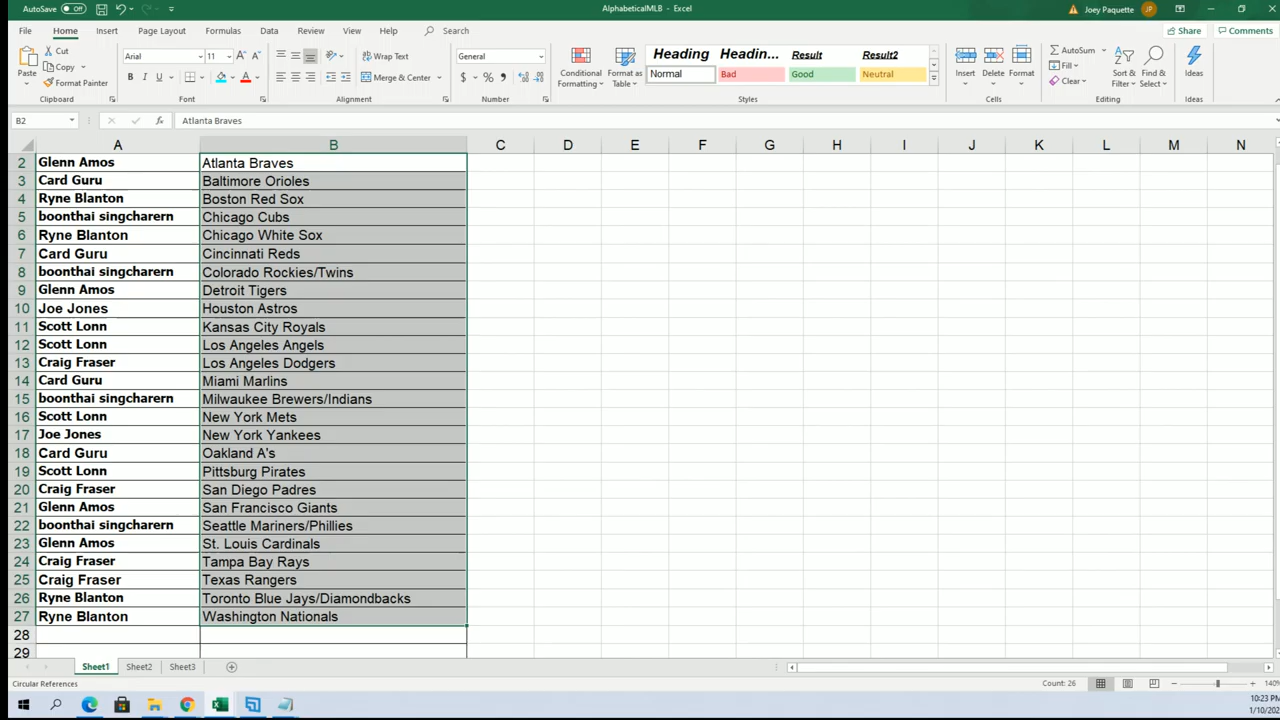 AutoSave Off AlphabeticalMLB - Excel Joey Paquette JP
File Home Insert Page Layout Formulas Data Review View Help Search Share Comments
Paste Cut Copy Format Painter Clipboard
Arial 11 Font
Wrap Text Merge & Center Alignment
General Number
Conditional Formatting Format as Table
Heading Headin... Result Result2
Normal Bad Good Neutral
Styles
Insert Delete Format Cells
AutoSum Fill Clear Sort & Filter Find & Select Editing
Ideas Ideas
B2 fx Atlanta Braves
A B C D E F G H I J K L M N
2 Glenn Amos Atlanta Braves
3 Card Guru Baltimore Orioles
4 Ryne Blanton Boston Red Sox
5 boonthai singcharern Chicago Cubs
6 Ryne Blanton Chicago White Sox
7 Card Guru Cincinnati Reds
8 boonthai singcharern Colorado Rockies/Twins
9 Glenn Amos Detroit Tigers
10 Joe Jones Houston Astros
11 Scott Lonn Kansas City Royals
12 Scott Lonn Los Angeles Angels
13 Craig Fraser Los Angeles Dodgers
14 Card Guru Miami Marlins
15 boonthai singcharern Milwaukee Brewers/Indians
16 Scott Lonn New York Mets
17 Joe Jones New York Yankees
18 Card Guru Oakland A's
19 Scott Lonn Pittsburg Pirates
20 Craig Fraser San Diego Padres
21 Glenn Amos San Francisco Giants
22 boonthai singcharern Seattle Mariners/Phillies
23 Glenn Amos St. Louis Cardinals
24 Craig Fraser Tampa Bay Rays
25 Craig Fraser Texas Rangers
26 Ryne Blanton Toronto Blue Jays/Diamondbacks
27 Ryne Blanton Washington Nationals
28
29
Sheet1 Sheet2 Sheet3
Circular References Count: 26 140%
10:23 PM
1/10/202